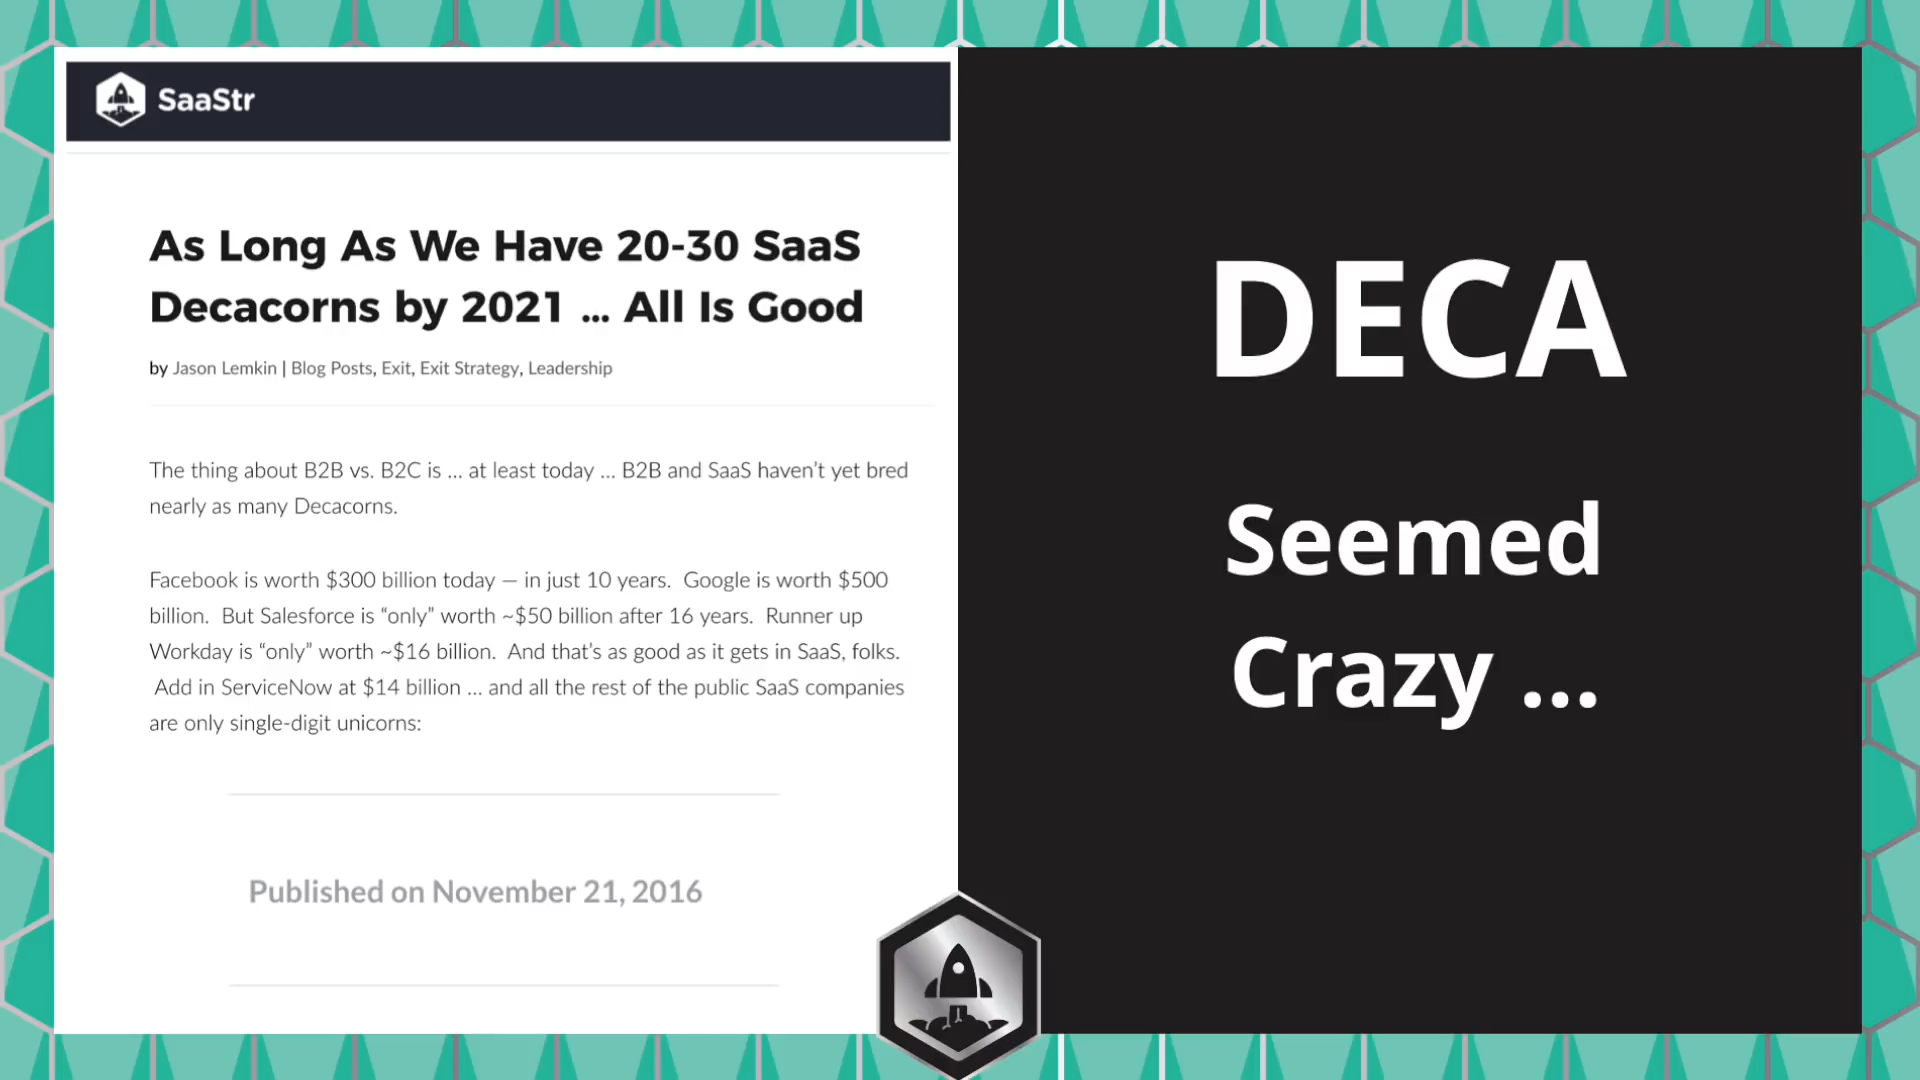 SaaStr
As Long As We Have 20-30 SaaS
Decacorns by 2021 ... All Is Good
by Jason Lemkin | Blog Posts, Exit, Exit Strategy, Leadership
The thing about B2B vs. B2C is ... at least today ... B2B and SaaS haven’t yet bred
nearly as many Decacorns.
Facebook is worth $300 billion today — in just 10 years. Google is worth $500
billion. But Salesforce is “only” worth ~$50 billion after 16 years. Runner up
Workday is “only” worth ~$16 billion. And that’s as good as it gets in SaaS, folks.
Add in ServiceNow at $14 billion ... and all the rest of the public SaaS companies
are only single-digit unicorns:
Published on November 21, 2016
DECA
Seemed
Crazy ...